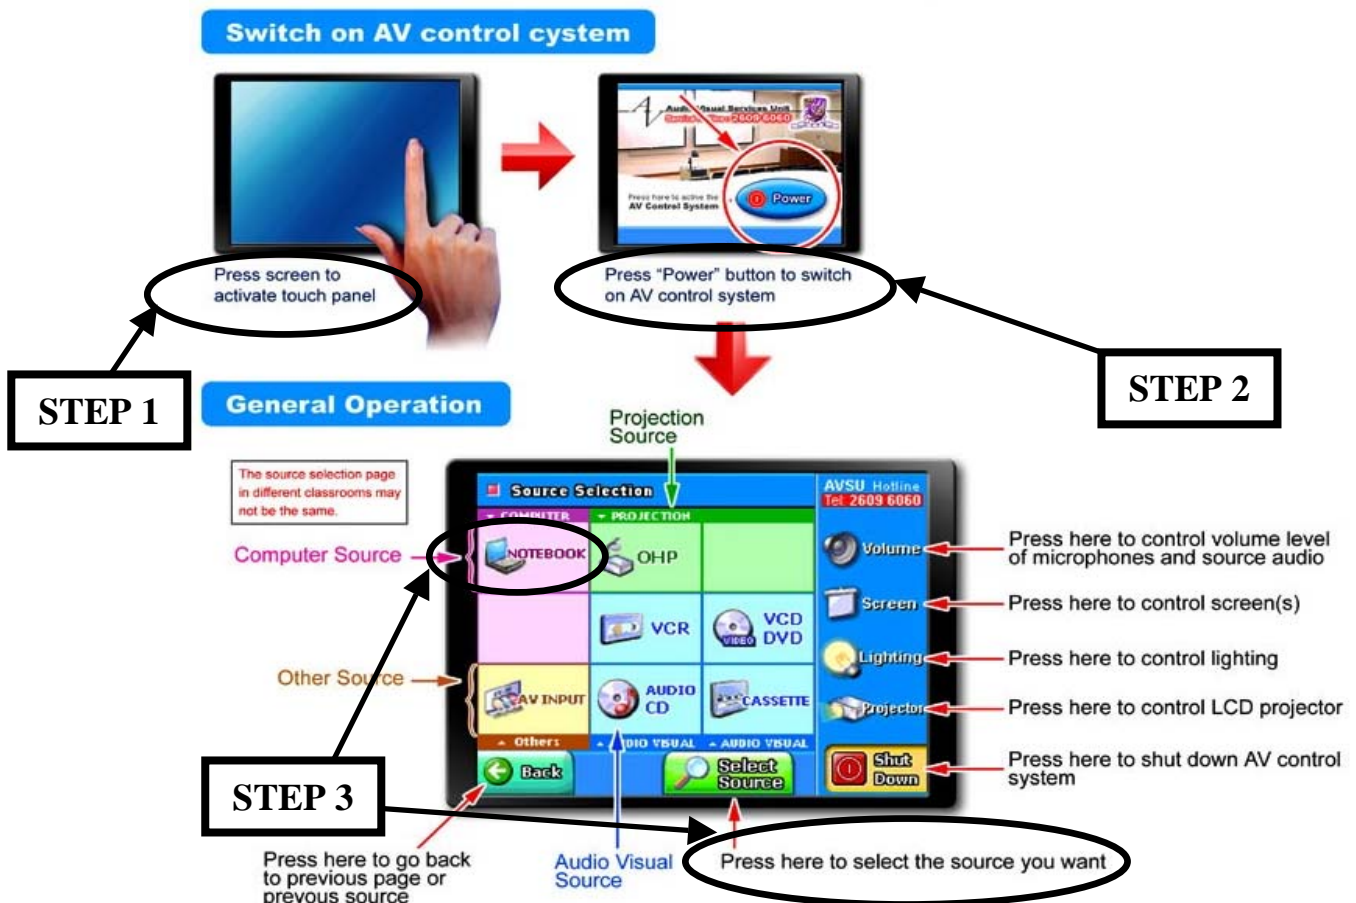 Switch on AV control cystem
Audio Visual Services Unit
2609 6060
Press here to active the
AV Control System
Power
Press screen to
activate touch panel
Press “Power” button to switch
on AV control system
STEP 1
STEP 2
General Operation
Projection
Source
The source selection page
in different classrooms may
not be the same.
Source Selection
AVSU Hotline
Tel: 2609 6060
COMPUTER
PROJECTION
Computer Source
NOTEBOOK
OHP
Volume
Press here to control volume level
of microphones and source audio
Screen
Press here to control screen(s)
VCR
VCD
DVD
VIDEO
Lighting
Press here to control lighting
Other Source
AV INPUT
AUDIO
CD
CASSETTE
Projector
Press here to control LCD projector
Others
AUDIO VISUAL
AUDIO VISUAL
Back
Select
Source
Shut
Down
Press here to shut down AV control
system
STEP 3
Press here to go back
to previous page or
prevous source
Audio Visual
Source
Press here to select the source you want